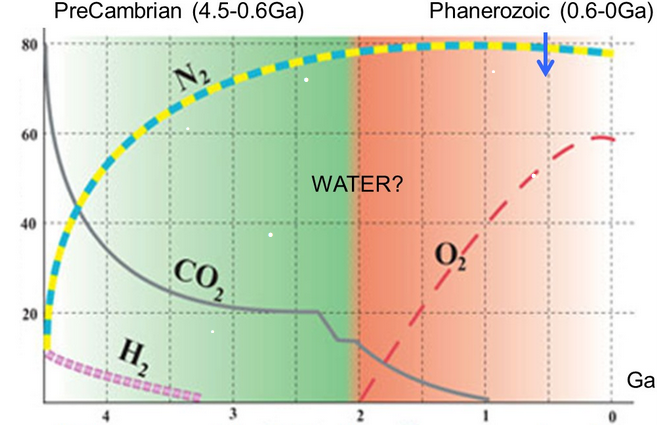 PreCambrian (4.5-0.6Ga)
Phanerozoic (0.6-0Ga)
80
N2
60
WATER?
40
O2
CO2
20
H2
Ga
4 3 2 1 0